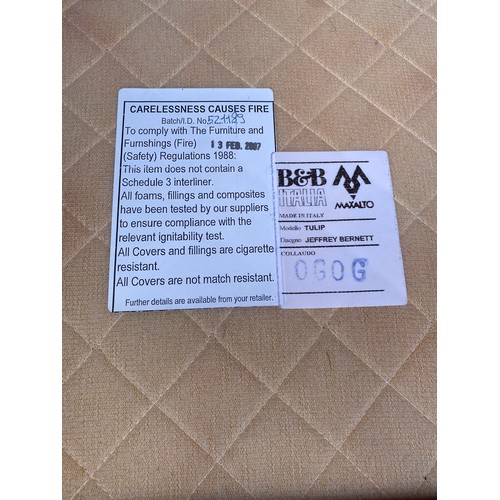 CARELESSNESS CAUSES FIRE
Batch/I.D. No. 521189
To comply with The Furniture and
Furnshings (Fire) 13 FEB. 2007
(Safety) Regulations 1988:
This item does not contain a
Schedule 3 interliner.
All foams, fillings and composites
have been tested by our suppliers
to ensure compliance with the
relevant ignitability test.
All Covers and fillings are cigarette
resistant.
All Covers are not match resistant.
Further details are available from your retailer.
B&B
ITALIA
MAXALTO
MADE IN ITALY
Modello TULIP
Disegno JEFFREY BERNETT
COLLAUDO
0G0G